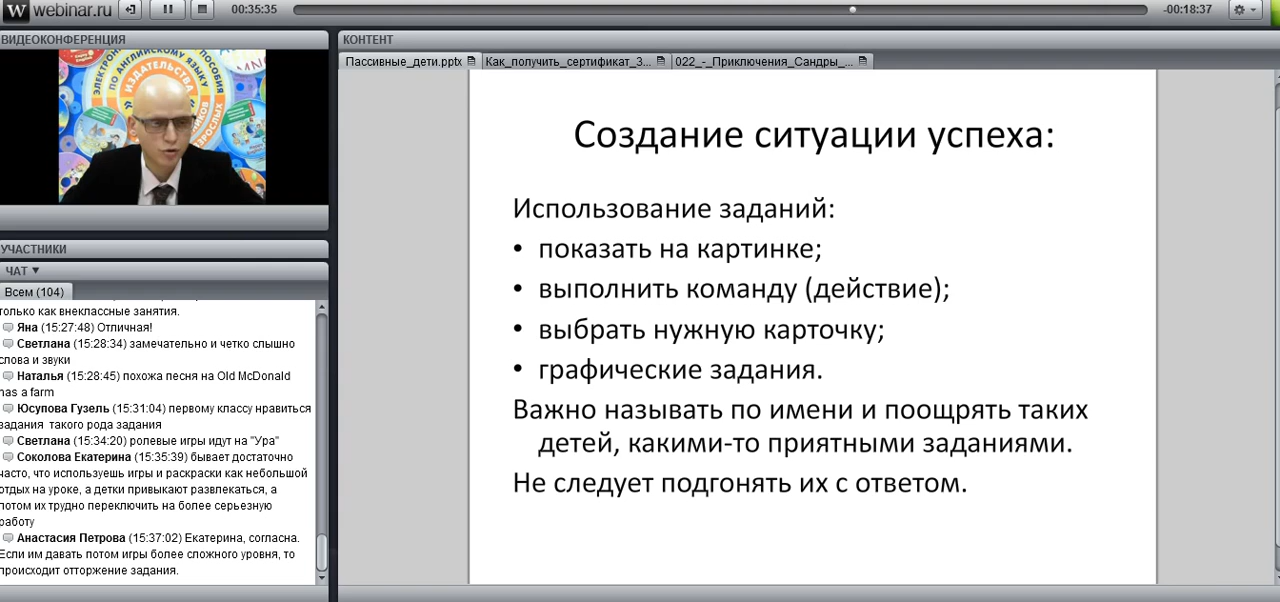 webinar.ru
00:35:35
-00:18:37
ВИДЕОКОНФЕРЕНЦИЯ
ЭЛЕКТРОННЫЕ ПОСОБИЯ
ПО АНГЛИЙСКОМУ ЯЗЫКУ
ИЗДАТЕЛЬСТВА
УЧАСТНИКИ
ЧАТ
Всем (104)
только как внеклассные занятия.
Яна (15:27:48) Отличная!
Светлана (15:28:34) замечательно и четко слышно
слова и звуки
Наталья (15:28:45) похожа песня на Old McDonald
has a farm
Юсупова Гузель (15:31:04) первому классу нравиться
задания такого рода задания
Светлана (15:34:20) ролевые игры идут на "Ура"
Соколова Екатерина (15:35:39) бывает достаточно
часто, что используешь игры и раскраски как небольшой
отдых на уроке, а детки привыкают развлекаться, а
потом их трудно переключить на более серьезную
работу
Анастасия Петрова (15:37:02) Екатерина, согласна.
Если им давать потом игры более сложного уровня, то
происходит отторжение задания.
КОНТЕНТ
Пассивные_дети.pptx
Как_получить_сертификат_3...
022_-_Приключения_Сандры_...
Создание ситуации успеха:
Использование заданий:
• показать на картинке;
• выполнить команду (действие);
• выбрать нужную карточку;
• графические задания.
Важно называть по имени и поощрять таких
детей, какими-то приятными заданиями.
Не следует подгонять их с ответом.